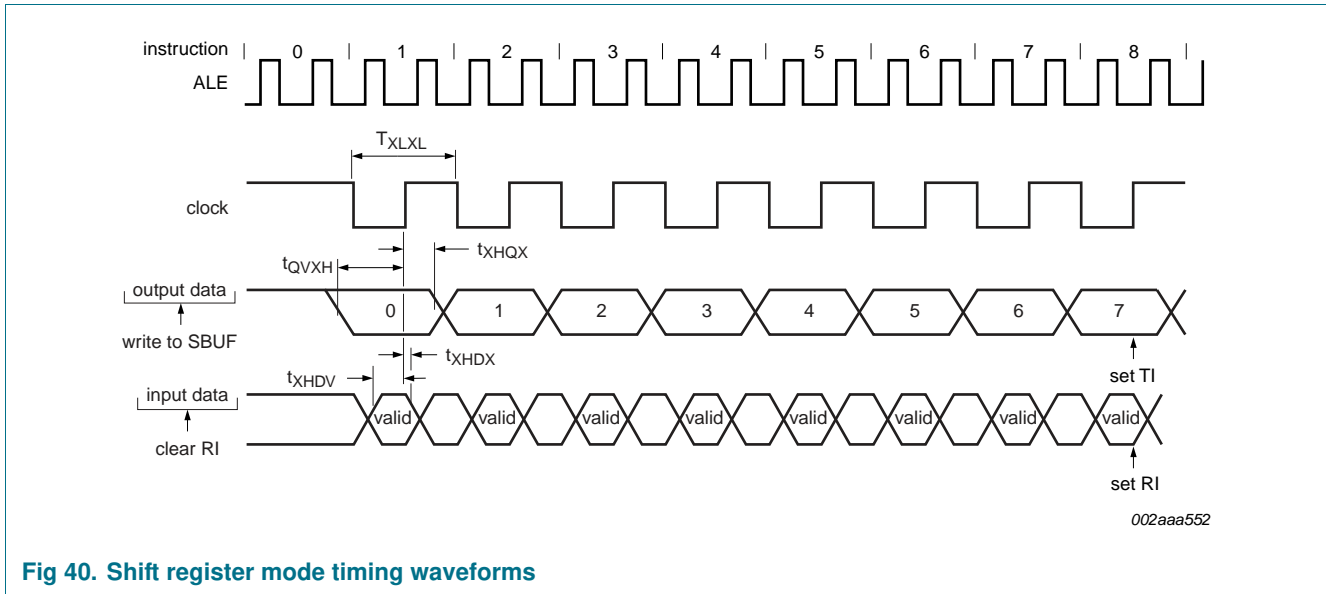 instruction 0 1 2 3 4 5 6 7 8
ALE
TXLXL
clock
tXHQX
tQVXH
output data 0 1 2 3 4 5 6 7
write to SBUF
tXHDX
set TI
tXHDV
input data valid valid valid valid valid valid valid valid
clear RI
set RI
002aaa552
Fig 40. Shift register mode timing waveforms